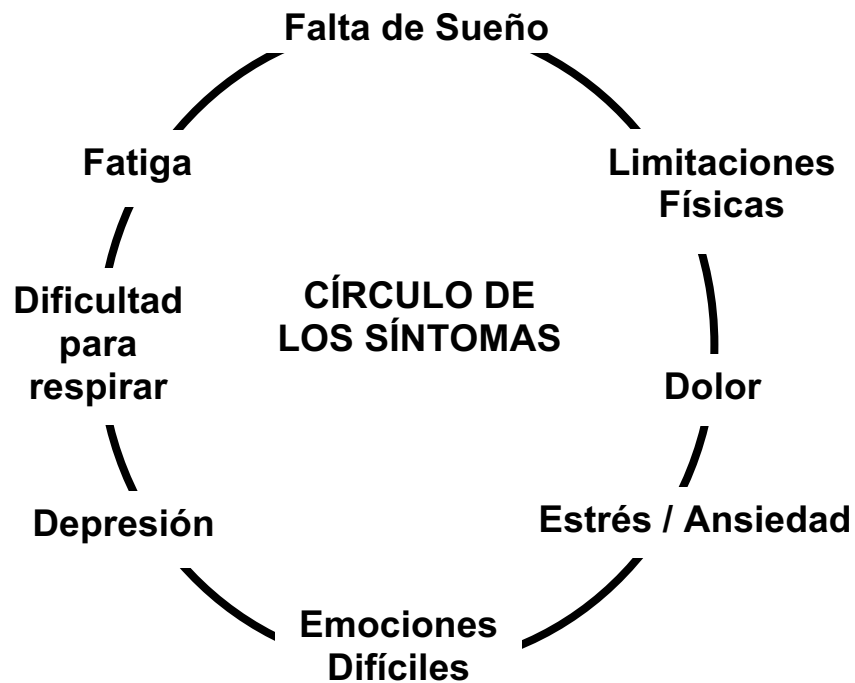 Falta de Sueño
Fatiga
Limitaciones
Físicas
CÍRCULO DE
LOS SÍNTOMAS
Dificultad
para
respirar
Dolor
Depresión
Estrés / Ansiedad
Emociones
Difíciles